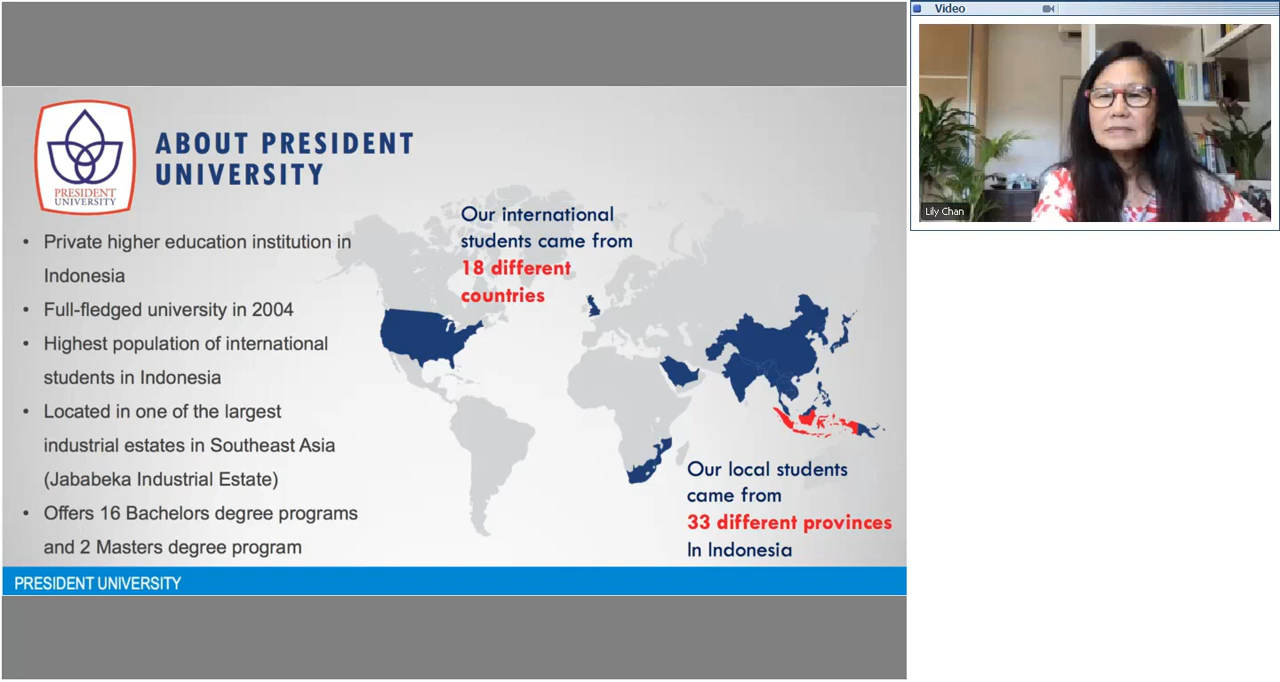 Video
Lily Chan
PRESIDENT
UNIVERSITY
ABOUT PRESIDENT
UNIVERSITY
• Private higher education institution in
Indonesia
• Full-fledged university in 2004
• Highest population of international
students in Indonesia
• Located in one of the largest
industrial estates in Southeast Asia
(Jababeka Industrial Estate)
• Offers 16 Bachelors degree programs
and 2 Masters degree program
Our international
students came from
18 different
countries
Our local students
came from
33 different provinces
In Indonesia
PRESIDENT UNIVERSITY